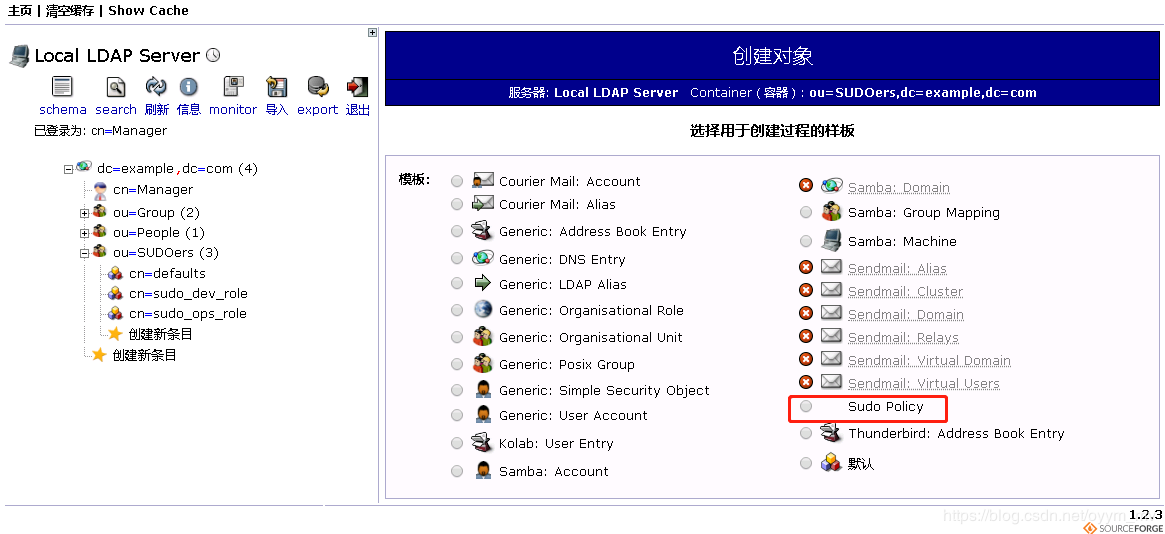 主页 | 清空缓存 | Show Cache
Local LDAP Server
schema search 刷新 信息 monitor 导入 export 退出
已登录为: cn=Manager
dc=example,dc=com (4)
cn=Manager
ou=Group (2)
ou=People (1)
ou=SUDOers (3)
cn=defaults
cn=sudo_dev_role
cn=sudo_ops_role
创建新条目
创建新条目
创建对象
服务器: Local LDAP Server Container (容器) : ou=SUDOers,dc=example,dc=com
选择用于创建过程的样板
模板:
Courier Mail: Account
Courier Mail: Alias
Generic: Address Book Entry
Generic: DNS Entry
Generic: LDAP Alias
Generic: Organisational Role
Generic: Organisational Unit
Generic: Posix Group
Generic: Simple Security Object
Generic: User Account
Kolab: User Entry
Samba: Account
Samba: Domain
Samba: Group Mapping
Samba: Machine
Sendmail: Alias
Sendmail: Cluster
Sendmail: Domain
Sendmail: Relays
Sendmail: Virtual Domain
Sendmail: Virtual Users
Sudo Policy
Thunderbird: Address Book Entry
默认
1.2.3
SOURCEFORGE